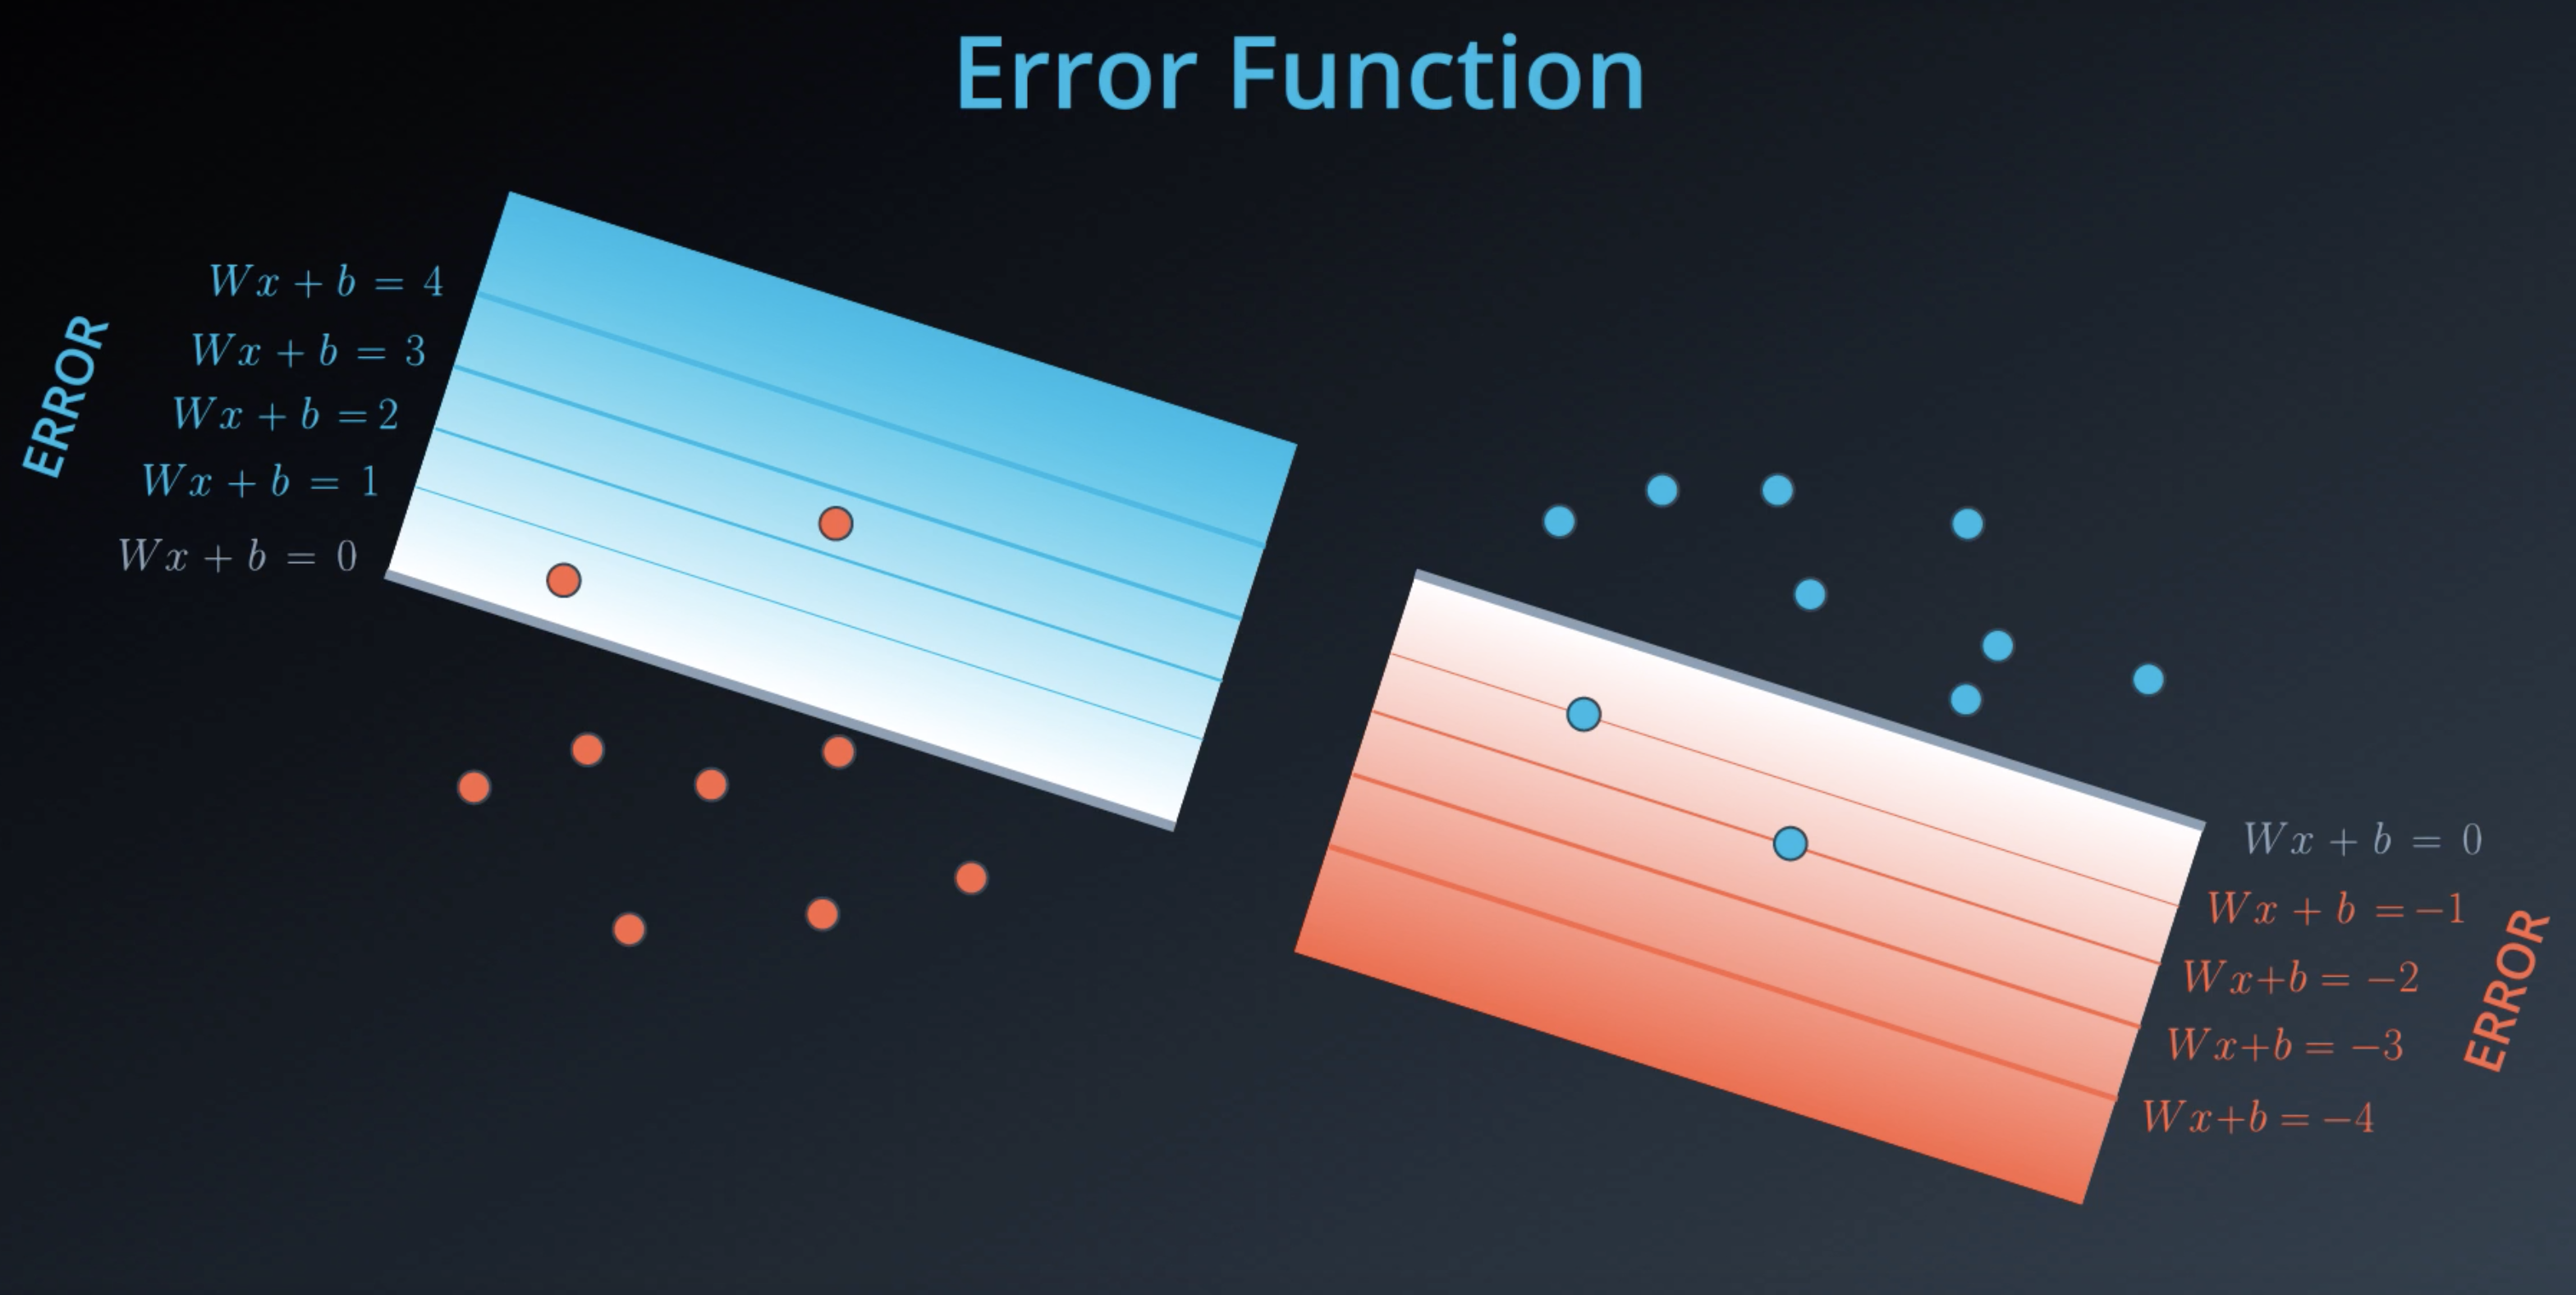 Error Function
ERROR
Wx + b = 4
Wx + b = 3
Wx + b = 2
Wx + b = 1
Wx + b = 0
Wx + b = 0
Wx + b = −1
Wx+b = −2
Wx+b = −3
Wx+b = −4
ERROR